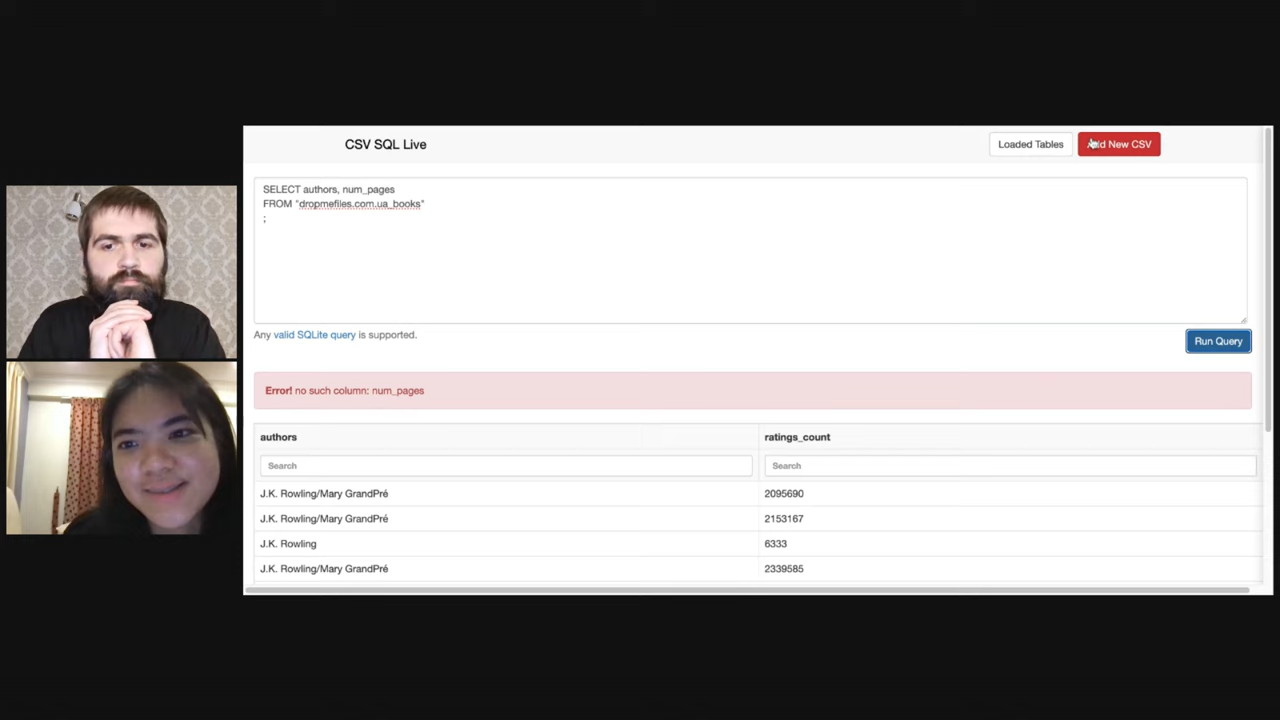 CSV SQL Live
Loaded Tables
Add New CSV
SELECT authors, num_pages
FROM "dropmefiles.com.ua_books"
;
Any valid SQLite query is supported.
Run Query
Error! no such column: num_pages
authors ratings_count
Search Search
J.K. Rowling/Mary GrandPré 2095690
J.K. Rowling/Mary GrandPré 2153167
J.K. Rowling 6333
J.K. Rowling/Mary GrandPré 2339585